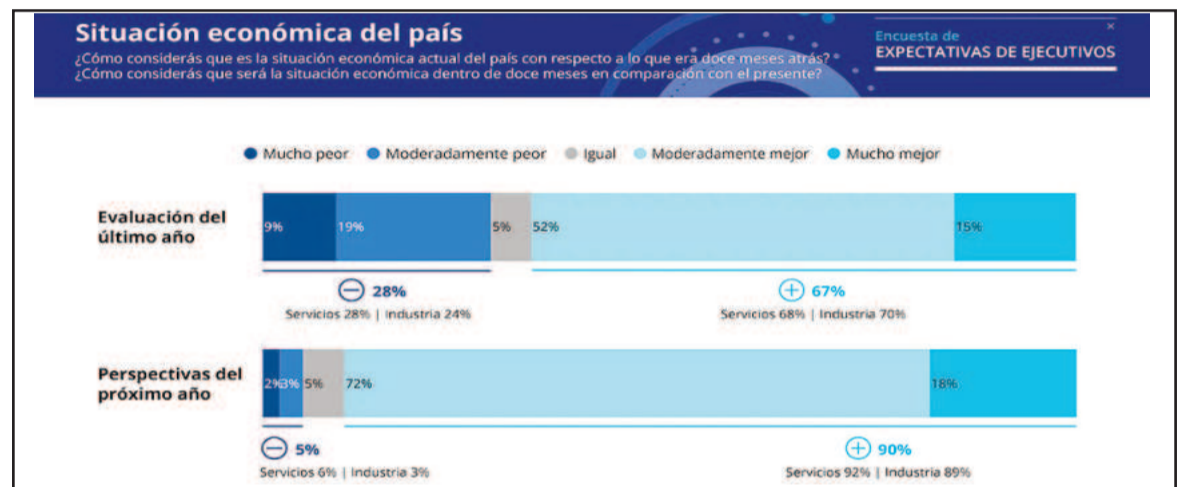 Situación económica del país
¿Cómo considerás que es la situación económica actual del país con respecto a lo que era doce meses atrás?
¿Cómo considerás que será la situación económica dentro de doce meses en comparación con el presente?
Encuesta de
EXPECTATIVAS DE EJECUTIVOS
Mucho peor Moderadamente peor Igual Moderadamente mejor Mucho mejor
Evaluación del
último año
9% 19% 5% 52% 15%
28% 67%
Servicios 28% | Industria 24% Servicios 68% | Industria 70%
Perspectivas del
próximo año
2% 3% 5% 72% 18%
5% 90%
Servicios 6% | Industria 3% Servicios 92% | Industria 89%